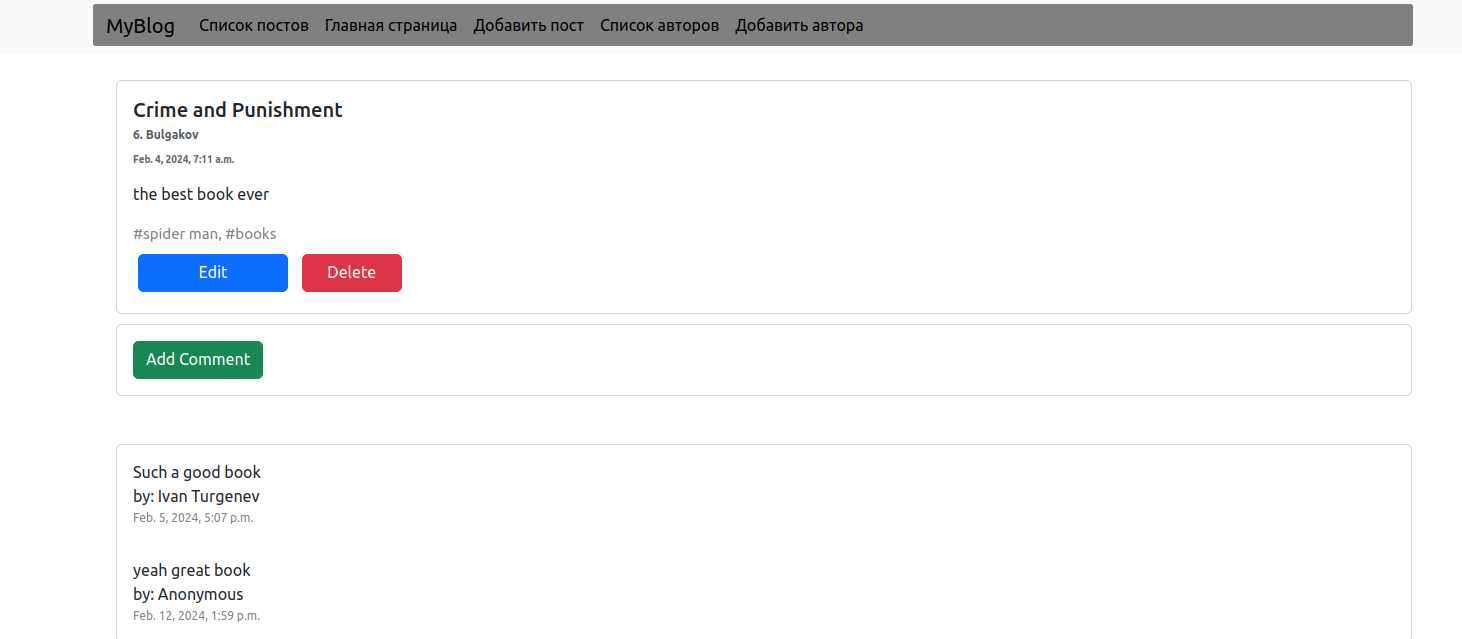 MyBlog Список постов Главная страница Добавить пост Список авторов Добавить автора
Crime and Punishment
6. Bulgakov
Feb. 4, 2024, 7:11 a.m.
the best book ever
#spider man, #books
Edit Delete
Add Comment
Such a good book
by: Ivan Turgenev
Feb. 5, 2024, 5:07 p.m.
yeah great book
by: Anonymous
Feb. 12, 2024, 1:59 p.m.